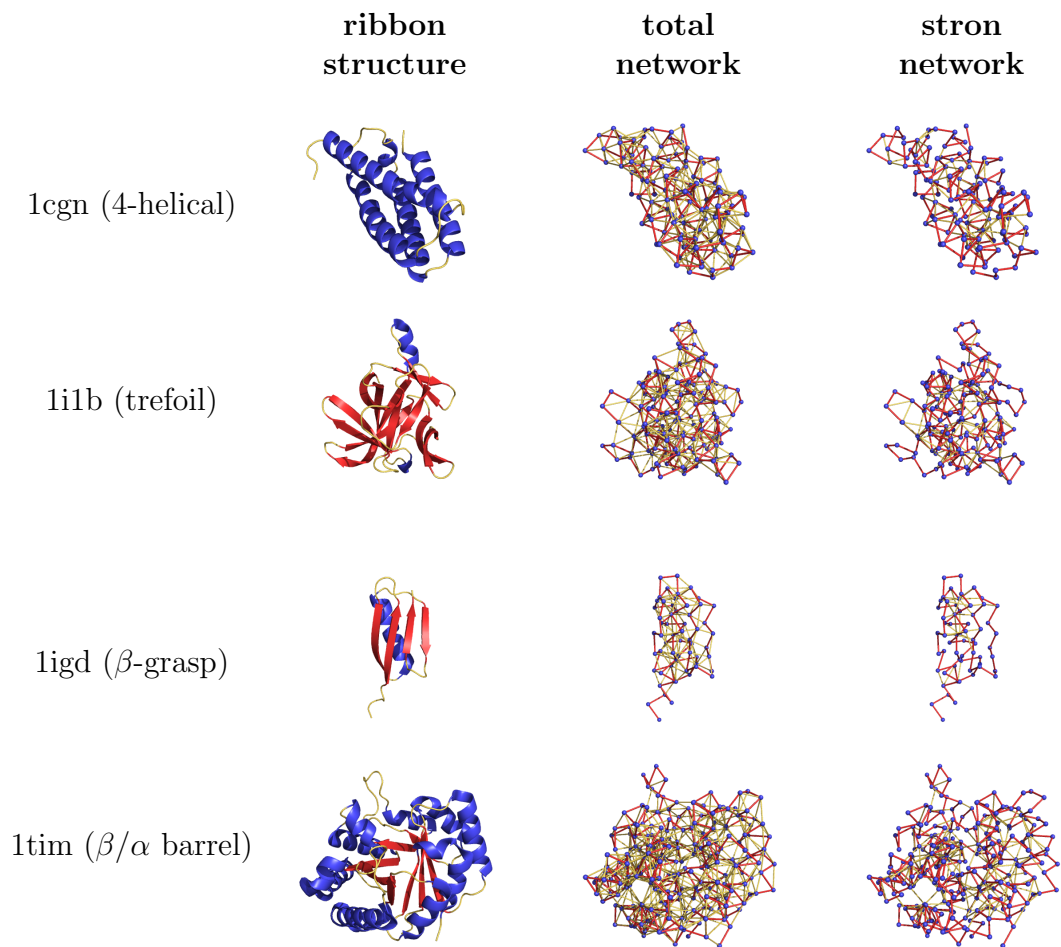 ribbon structure
total network
stron network
1cgn (4-helical)
1i1b (trefoil)
1igd (β-grasp)
1tim (β/α barrel)